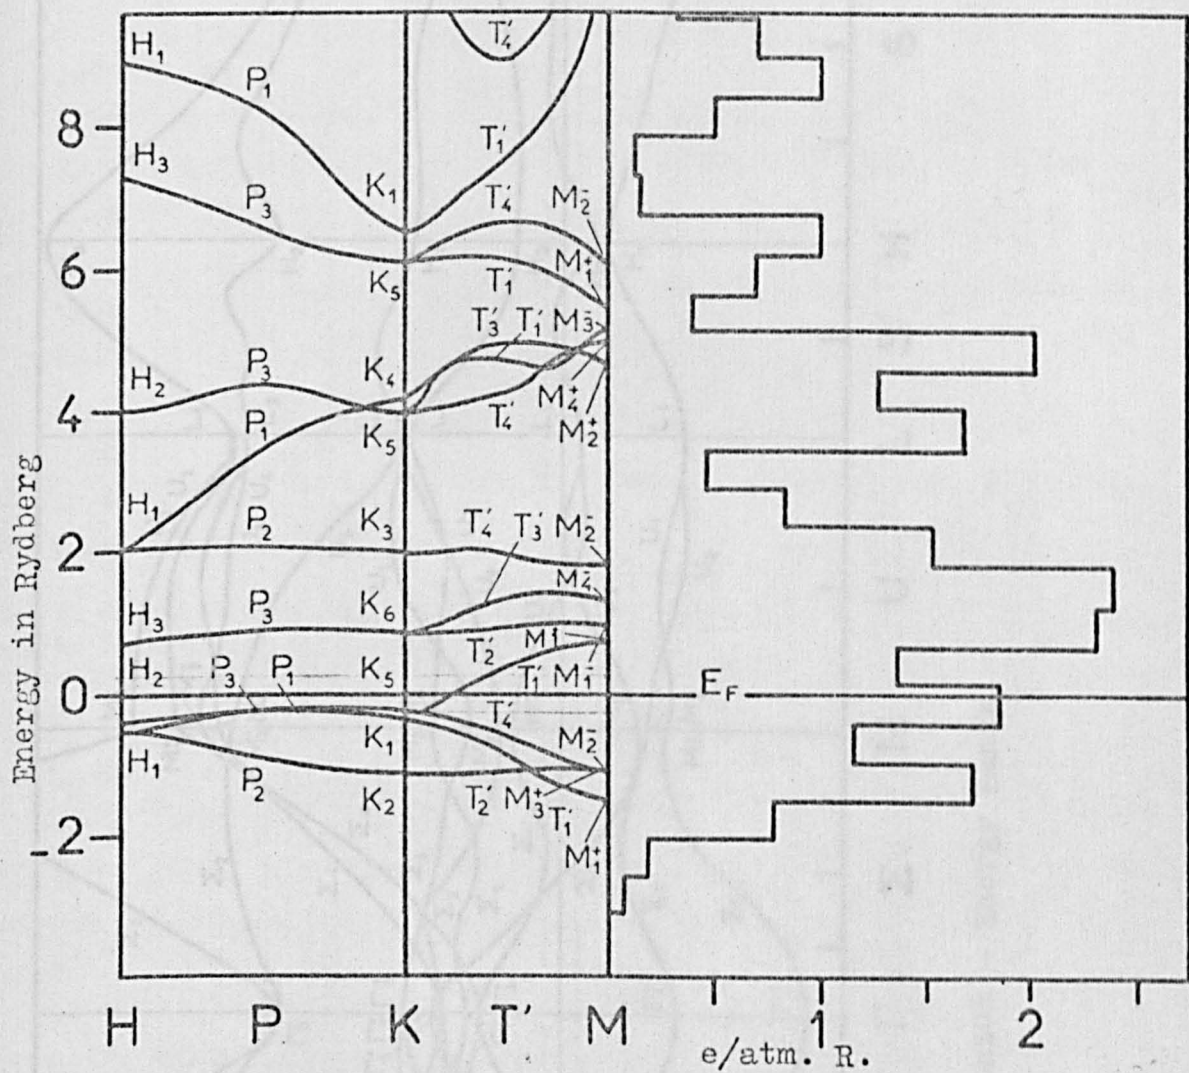 H₁ P₁ T₄′
8
H₃ T₁′
K₁
P₃ T₄′ M₂⁻
6 M₁⁺
K₅ T₁′
T₃′ T₁′ M₃⁻
P₃ K₄
H₂
4 M₄⁺
P₁ K₅ T₄′ M₂⁺
H₁ P₂ K₃ T₄′ T₃′ M₂⁻
2
K₆ M₄⁻
H₃ P₃
T₂′
H₂ P₃ P₁ K₅ T₁′ M₁⁻ E_F
0
T₄′
K₁ M₂⁻
H₁
P₂ K₂ T₂′ M₃⁺
T₁′
-2
M₁⁺
Energy in Rydberg
H P K T′ M 1 2
e/atm. R.